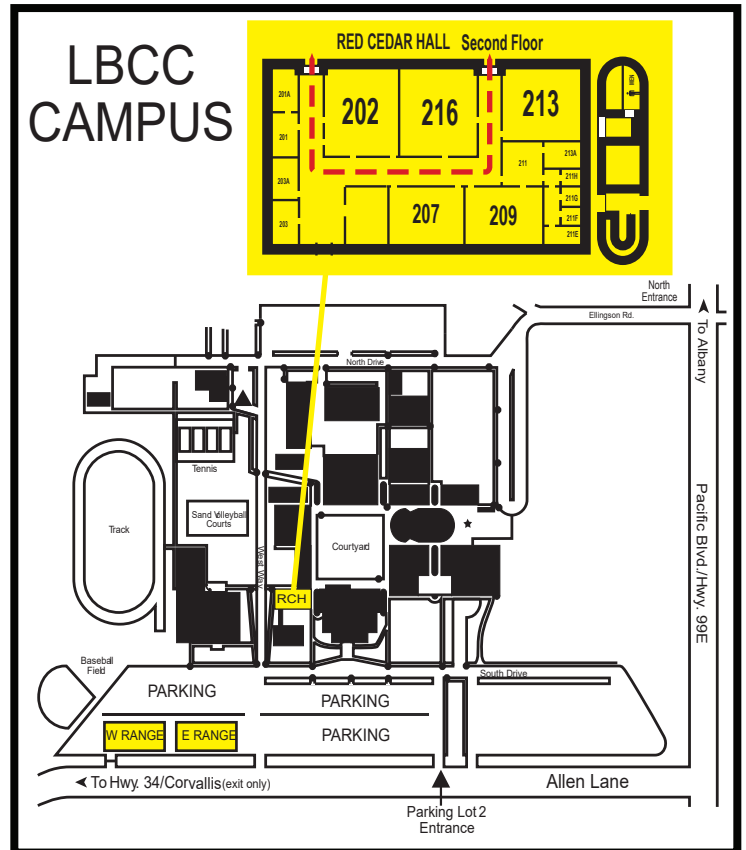 LBCC
CAMPUS
RED CEDAR HALL Second Floor
201A
202
216
213
MEN
201
211
213A
203A
211H
211G
207
209
203
211F
211E
North
Entrance
Ellingson Rd.
To Albany
North Drive
Tennis
Sand Volleyball
Courts
Track
Courtyard
West Way
Pacific Blvd./Hwy. 99E
RCH
Baseball
Field
South Drive
PARKING
PARKING
W RANGE
E RANGE
PARKING
To Hwy. 34/Corvallis(exit only)
Allen Lane
Parking Lot 2
Entrance